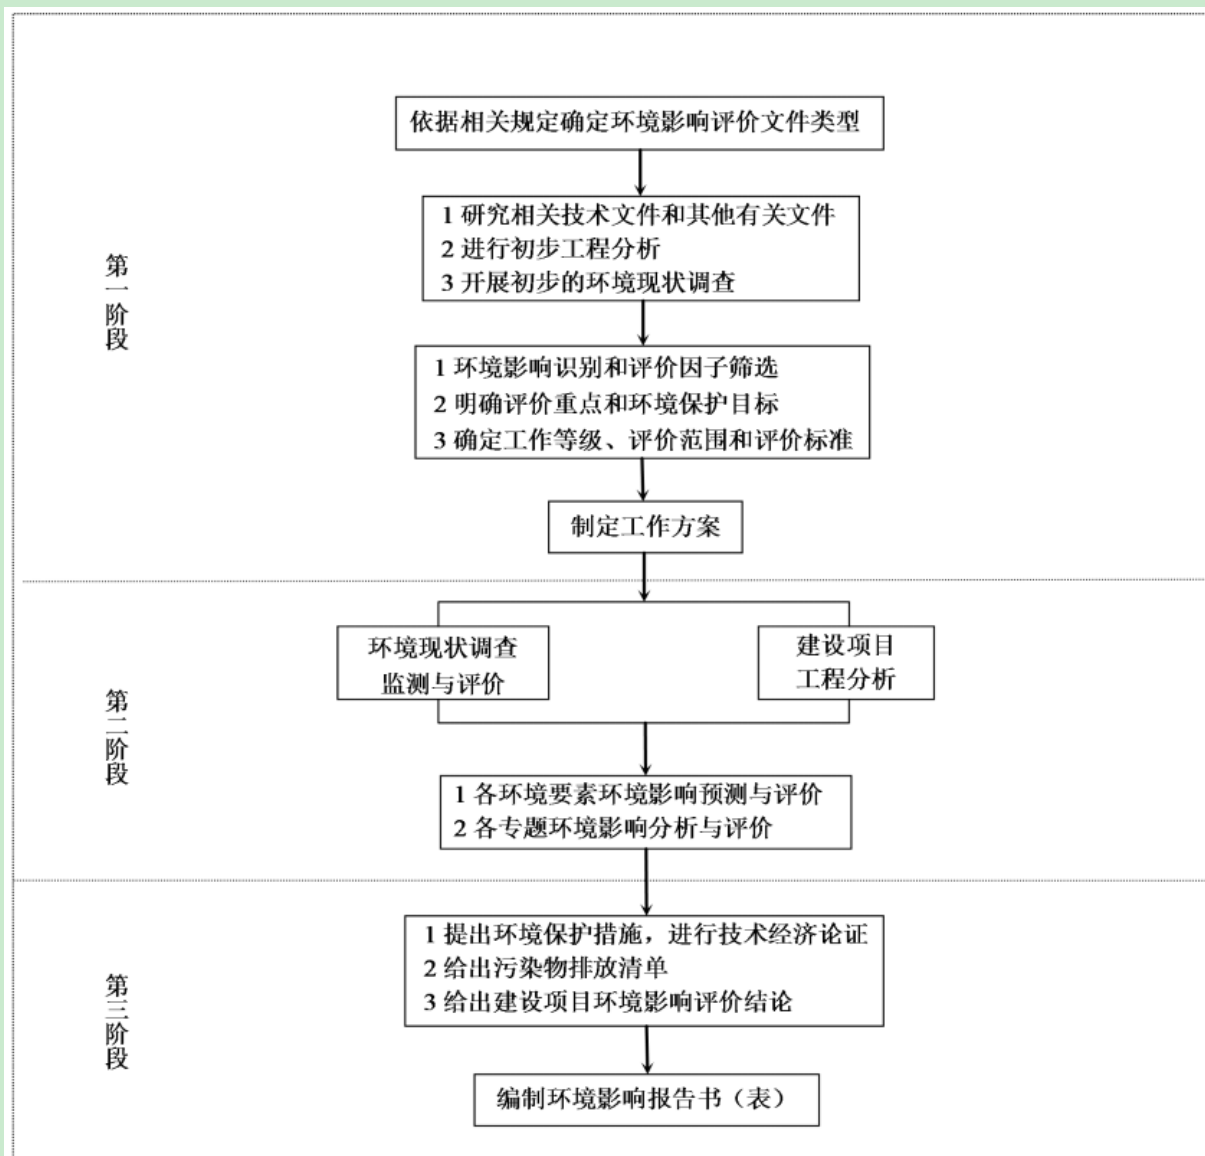 依据相关规定确定环境影响评价文件类型
1 研究相关技术文件和其他有关文件
2 进行初步工程分析
3 开展初步的环境现状调查
第一阶段
1 环境影响识别和评价因子筛选
2 明确评价重点和环境保护目标
3 确定工作等级、评价范围和评价标准
制定工作方案
环境现状调查
监测与评价
建设项目
工程分析
第二阶段
1 各环境要素环境影响预测与评价
2 各专题环境影响分析与评价
1 提出环境保护措施，进行技术经济论证
2 给出污染物排放清单
3 给出建设项目环境影响评价结论
第三阶段
编制环境影响报告书（表）